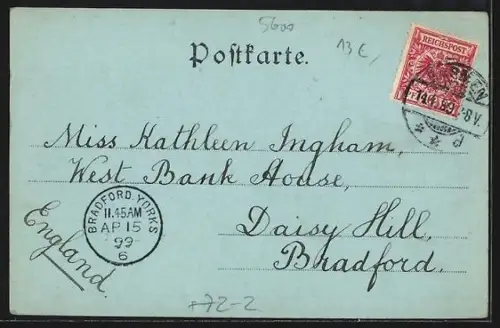 5600
13 €,
Postkarte.
REICHSPOST
Miss Kathleen Ingham,
West Bank House,
Daisy Hill,
Bradford.
England.
BRADFORD.YORKS
11.45AM
AP 15
99
6
+72-2